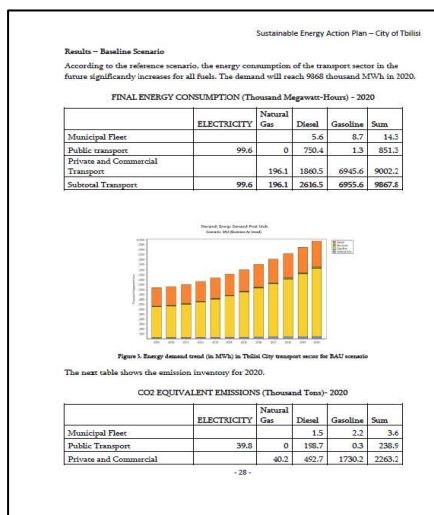 Sustainable Energy Action Plan – City of Tbilisi
Results – Baseline Scenario
According to the reference scenario, the energy consumption of the transport sector in the
future significantly increases for all fuels. The demand will reach 9868 thousand MWh in 2020.
FINAL ENERGY CONSUMPTION (Thousand Megawatt-Hours) - 2020
ELECTRICITY Natural Gas Diesel Gasoline Sum
Municipal Fleet 5.6 8.7 14.3
Public transport 99.6 0 750.4 1.3 851.3
Private and Commercial
Transport 196.1 1860.5 6945.6 9002.2
Subtotal Transport 99.6 196.1 2616.5 6955.6 9867.8
Figure 5. Energy demand trend (in MWh) in Tbilisi City transport sector for BAU scenario
The next table shows the emission inventory for 2020.
CO2 EQUIVALENT EMISSIONS (Thousand Tons)- 2020
ELECTRICITY Natural Gas Diesel Gasoline Sum
Municipal Fleet 1.5 2.2 3.6
Public Transport 39.8 0 198.7 0.3 238.9
Private and Commercial 40.2 492.7 1730.2 2263.2
- 28 -